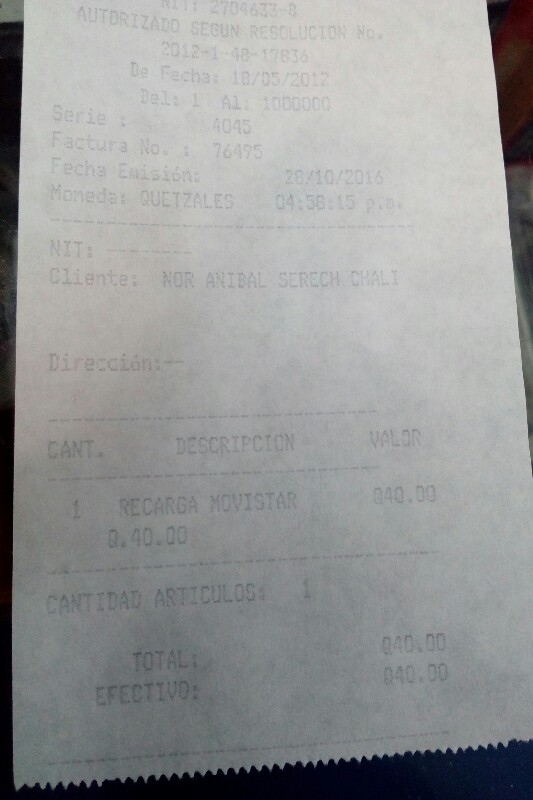 NIT: 2704633-8
AUTORIZADO SEGUN RESOLUCION No.
2012-1-48-17836
De Fecha: 18/05/2012
Del: 1 Al: 1000000
Serie : 4045
Factura No. : 76495
Fecha Emisión: 28/10/2016
Moneda: QUETZALES 04:58:15 p.m.
NIT: --------
Cliente: NOR ANIBAL SERECH CHALI
Dirección:--
CANT. DESCRIPCION VALOR
1 RECARGA MOVISTAR Q40.00
Q.40.00
CANTIDAD ARTICULOS: 1
TOTAL: Q40.00
EFECTIVO: Q40.00